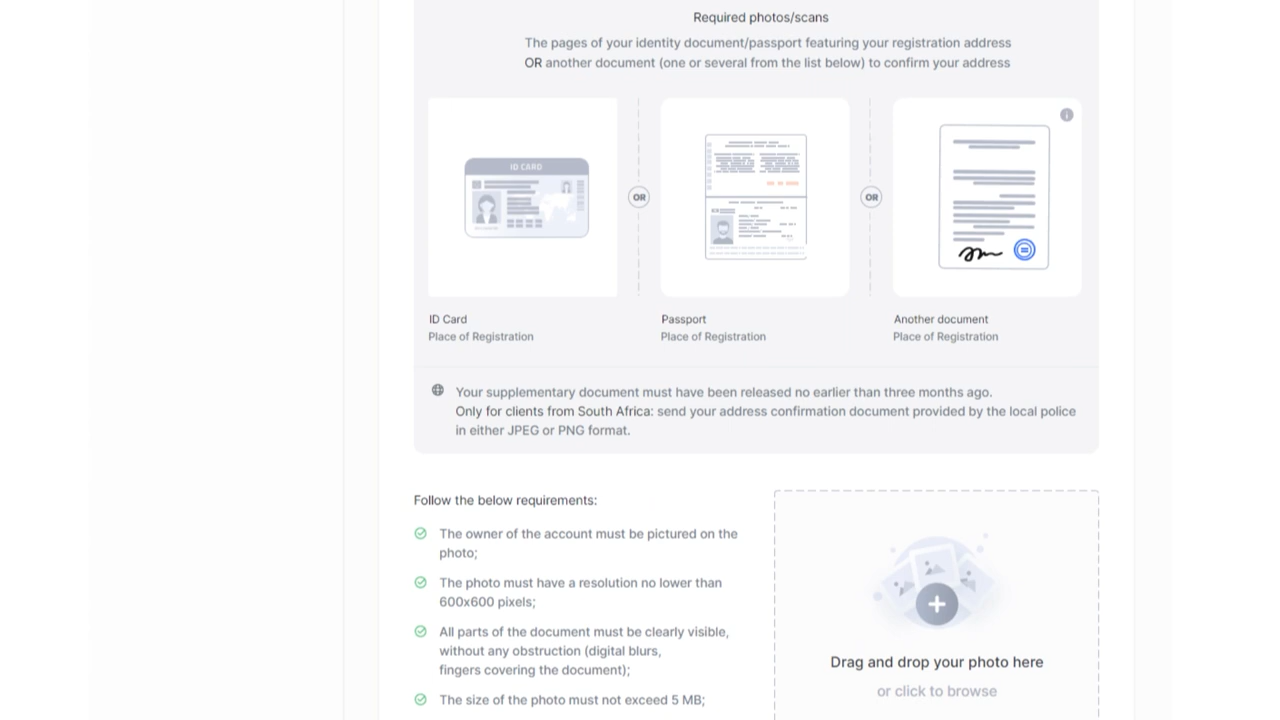 Required photos/scans
The pages of your identity document/passport featuring your registration address
OR another document (one or several from the list below) to confirm your address
ID CARD
OR
OR
ID Card
Place of Registration
Passport
Place of Registration
Another document
Place of Registration
Your supplementary document must have been released no earlier than three months ago.
Only for clients from South Africa: send your address confirmation document provided by the local police
in either JPEG or PNG format.
Follow the below requirements:
The owner of the account must be pictured on the
photo;
The photo must have a resolution no lower than
600x600 pixels;
All parts of the document must be clearly visible,
without any obstruction (digital blurs,
fingers covering the document);
The size of the photo must not exceed 5 MB;
Drag and drop your photo here
or click to browse